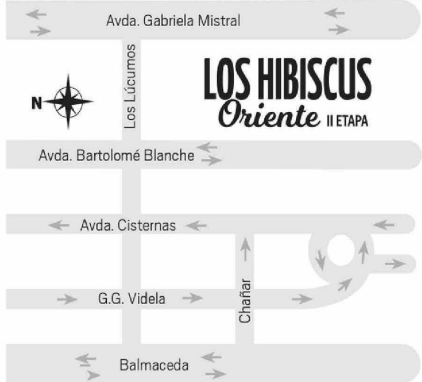 Avda. Gabriela Mistral
Los Lúcumos
LOS HIBISCUS
Oriente II ETAPA
N
Avda. Bartolomé Blanche
Avda. Cisternas
Chañar
G.G. Videla
Balmaceda